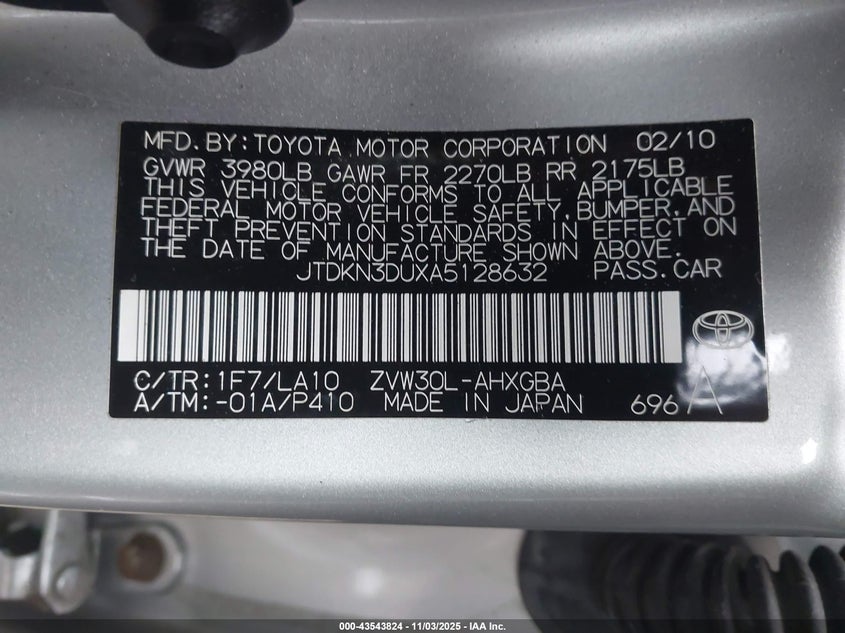 MFD.BY:TOYOTA MOTOR CORPORATION 02/10
GVWR 3980LB GAWR FR 2270LB RR 2175LB
THIS VEHICLE CONFORMS TO ALL APPLICABLE
FEDERAL MOTOR VEHICLE SAFETY,BUMPER,AND
THEFT PREVENTION STANDARDS IN EFFECT ON
THE DATE OF MANUFACTURE SHOWN ABOVE.
JTDKN3DUXA5128632 PASS.CAR
C/TR:1F7/LA10 ZVW30L-AHXGBA
A/TM:-01A/P410 MADE IN JAPAN 696 A
000-43543824 - 11/03/2025 - IAA Inc.